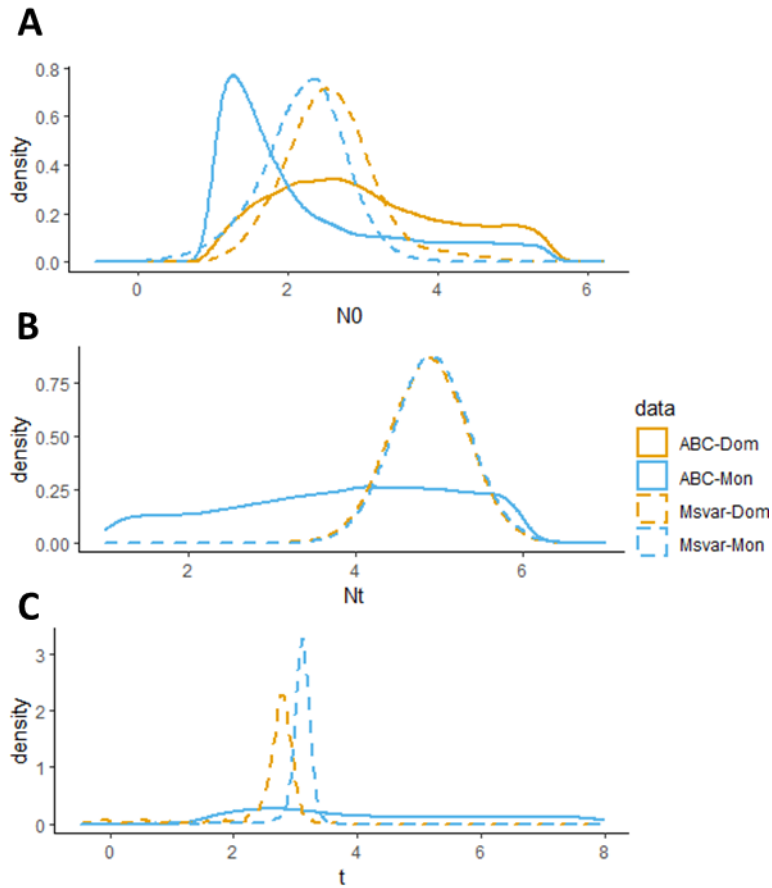 A
density
0.8
0.6
0.4
0.2
0.0
0 2 4 6
N0
B
density
0.75
0.50
0.25
0.00
2 4 6
Nt
data
ABC-Dom
ABC-Mon
Msvar-Dom
Msvar-Mon
C
density
3
2
1
0
0 2 4 6 8
t